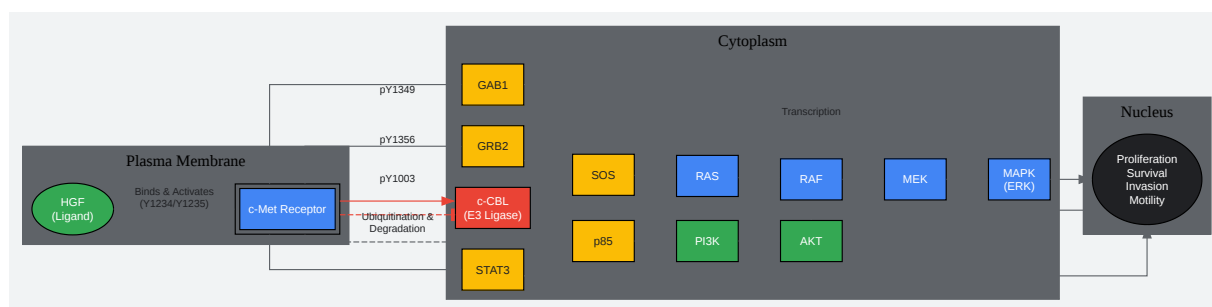 Plasma Membrane
HGF
(Ligand)
Binds & Activates
(Y1234/Y1235)
c-Met Receptor
pY1349
pY1356
pY1003
Ubiquitination &
Degradation
Cytoplasm
GAB1
GRB2
c-CBL
(E3 Ligase)
STAT3
Transcription
SOS
RAS
RAF
MEK
MAPK
(ERK)
p85
PI3K
AKT
Nucleus
Proliferation
Survival
Invasion
Motility